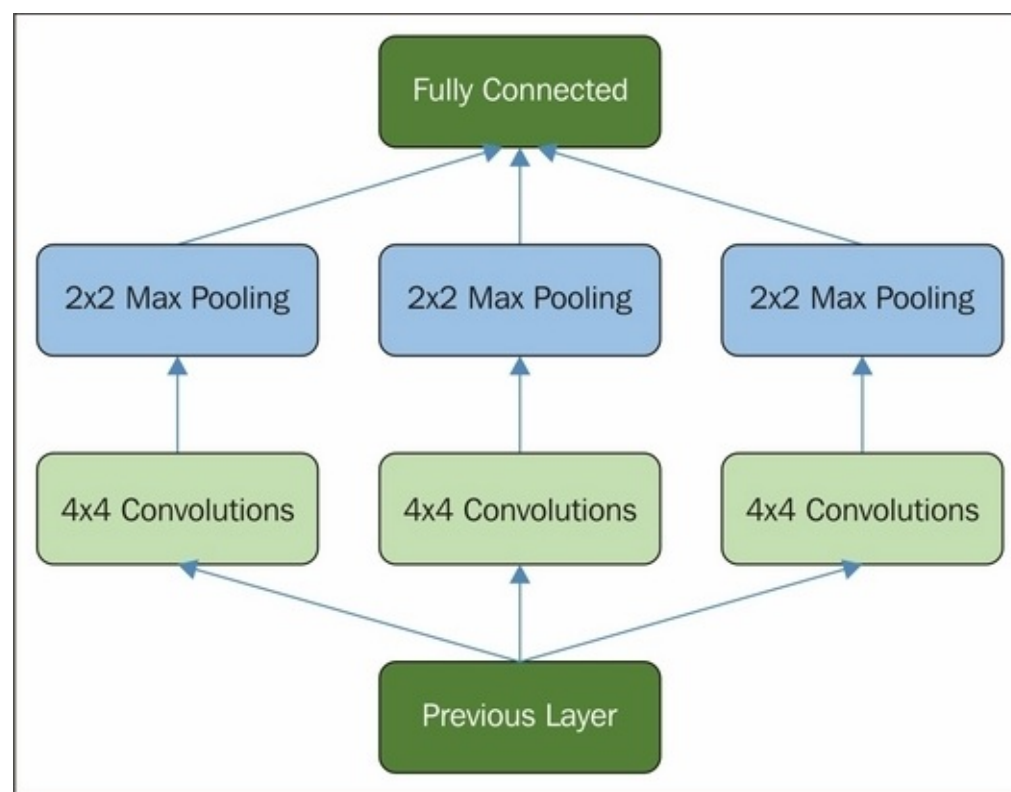 Fully Connected
2x2 Max Pooling
2x2 Max Pooling
2x2 Max Pooling
4x4 Convolutions
4x4 Convolutions
4x4 Convolutions
Previous Layer